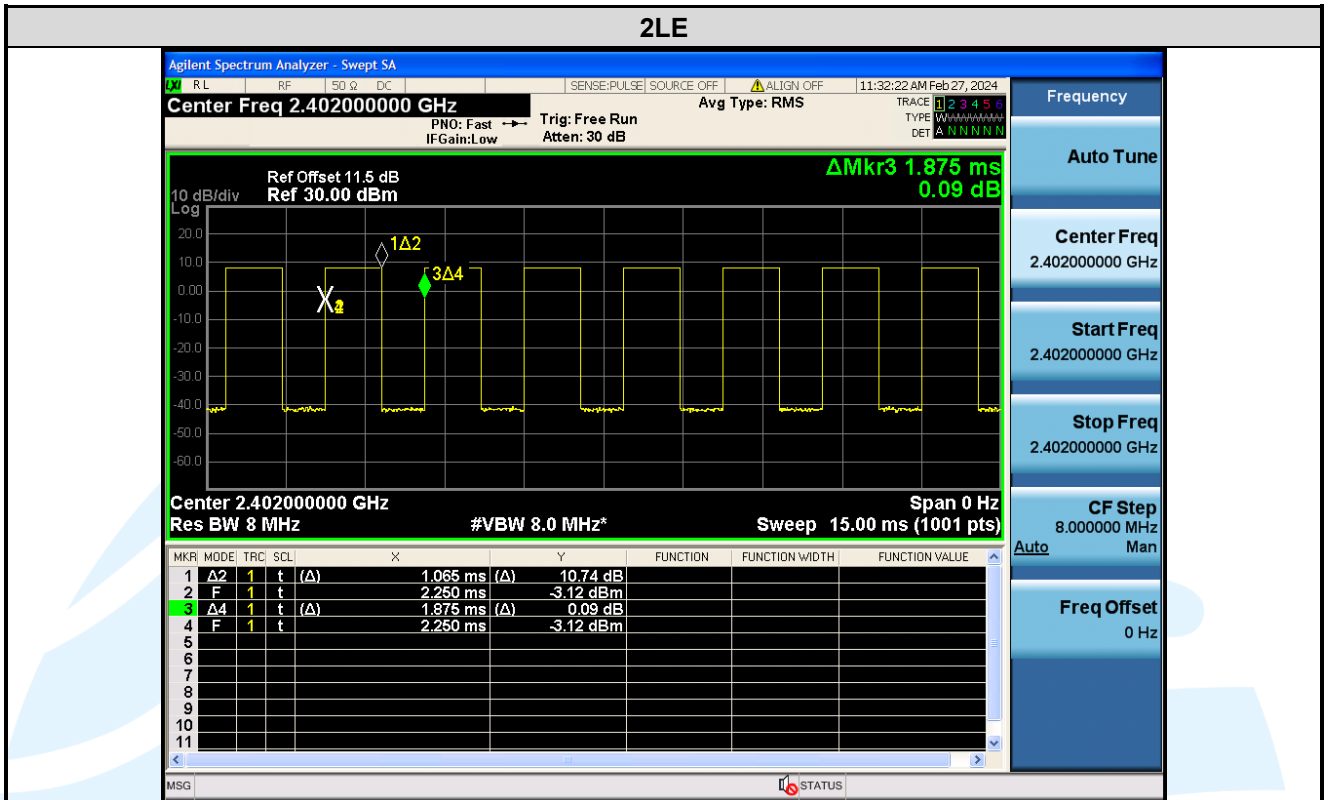 2LE
Agilent Spectrum Analyzer - Swept SA
LXI RL RF 50 Ω DC SENSE:PULSE SOURCE OFF ALIGN OFF 11:32:22 AM Feb 27, 2024
Center Freq 2.402000000 GHz
PNO: Fast
IFGain:Low
Trig: Free Run
Atten: 30 dB
Avg Type: RMS
TRACE 1 2 3 4 5 6
TYPE W
DET A N N N N N
ΔMkr3 1.875 ms
0.09 dB
Ref Offset 11.5 dB
10 dB/div Ref 30.00 dBm
Log
20.0
10.0
0.00
-10.0
-20.0
-30.0
-40.0
-50.0
-60.0
1Δ2
3Δ4
X
Center 2.402000000 GHz Span 0 Hz
Res BW 8 MHz #VBW 8.0 MHz* Sweep 15.00 ms (1001 pts)
MKR MODE TRC SCL X Y FUNCTION FUNCTION WIDTH FUNCTION VALUE
1 Δ2 1 t (Δ) 1.065 ms (Δ) 10.74 dB
2 F 1 t 2.250 ms -3.12 dBm
3 Δ4 1 t (Δ) 1.875 ms (Δ) 0.09 dB
4 F 1 t 2.250 ms -3.12 dBm
5
6
7
8
9
10
11
MSG STATUS
Frequency
Auto Tune
Center Freq
2.402000000 GHz
Start Freq
2.402000000 GHz
Stop Freq
2.402000000 GHz
CF Step
8.000000 MHz
Auto Man
Freq Offset
0 Hz